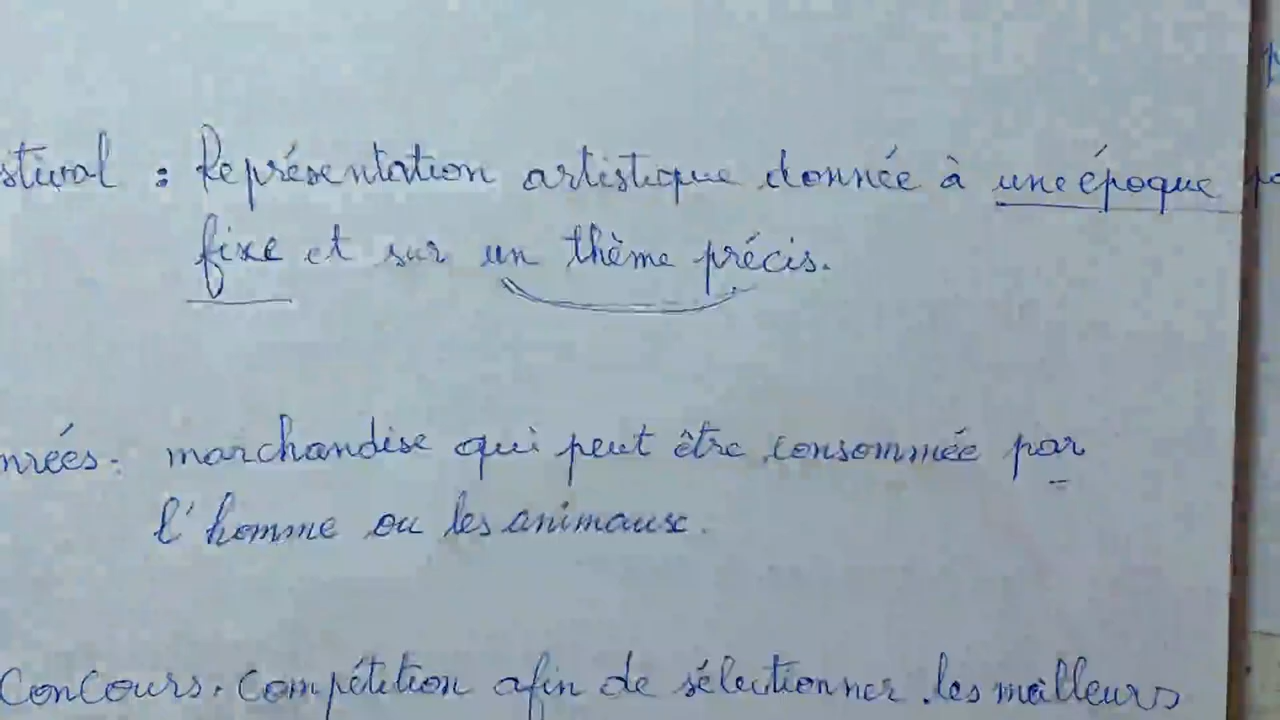 stival : Représentation artistique donnée à une époque
fixe et sur un thème précis.
nrées. marchandise qui peut être consommée par
l'homme ou les animaux.
Concours. Compétition afin de sélectionner les meilleurs